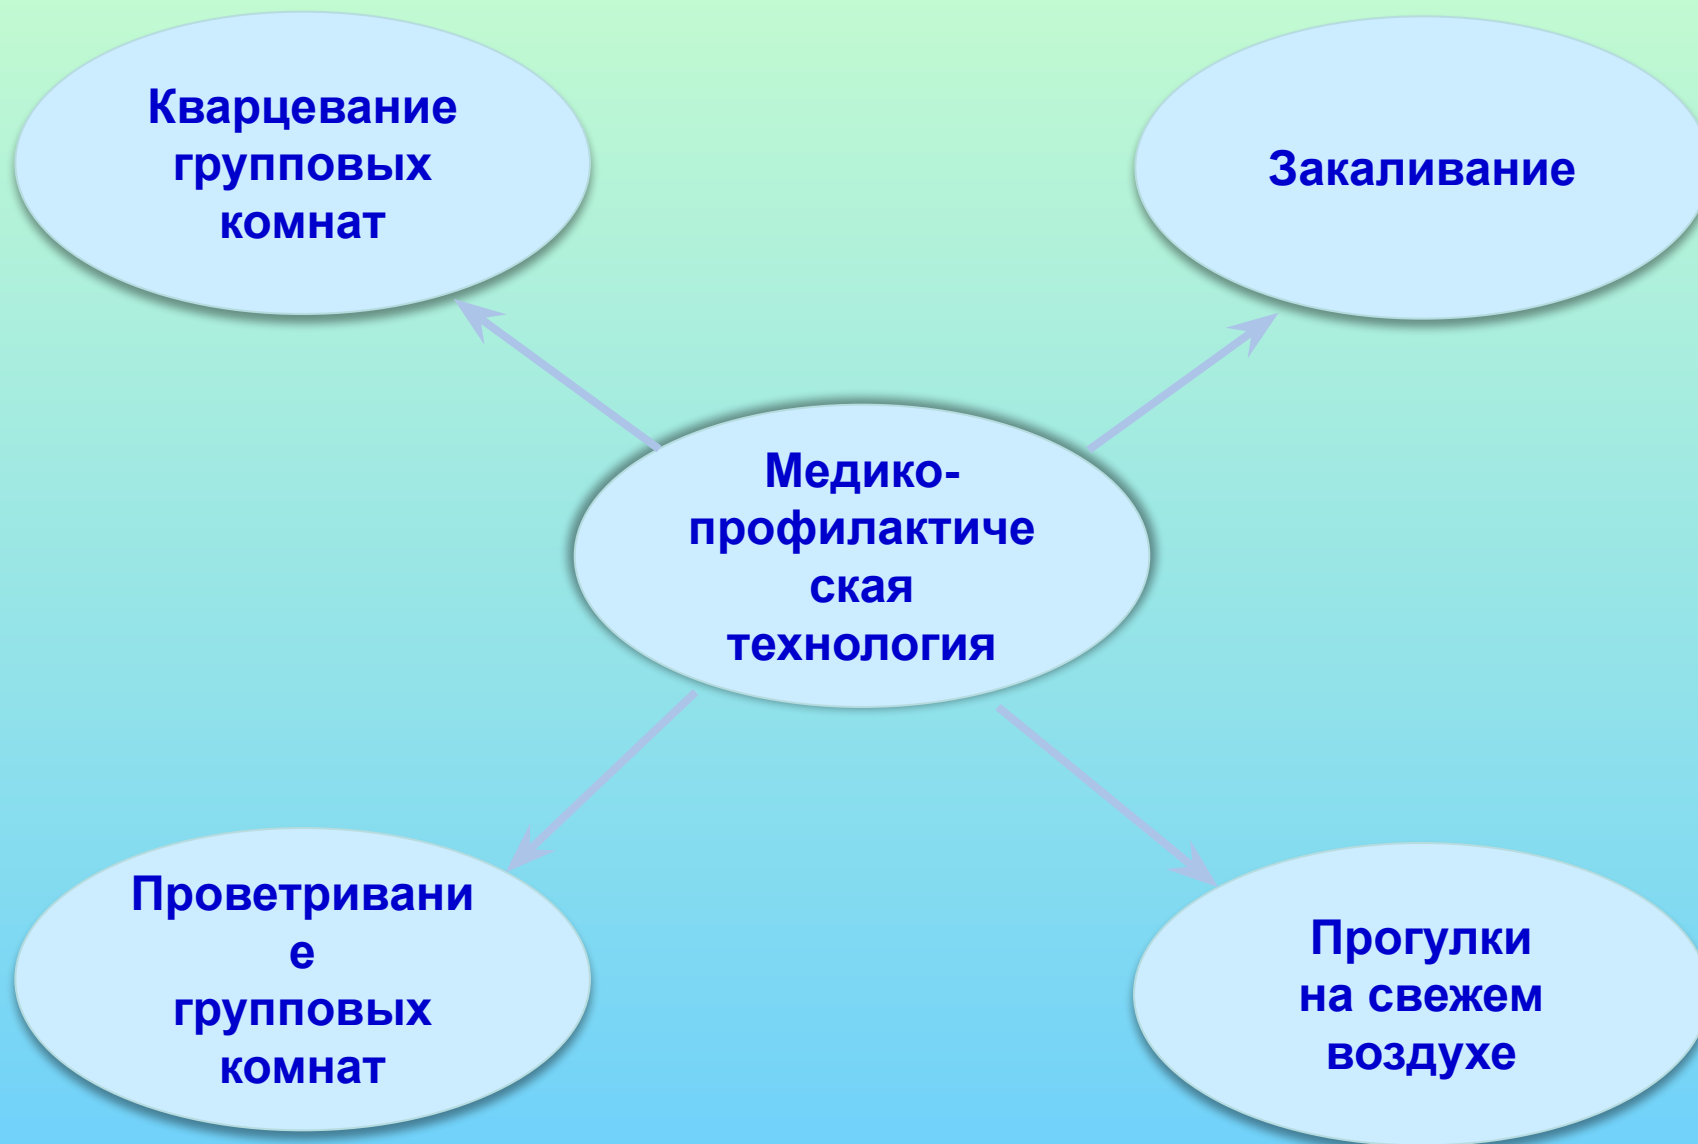 Кварцевание
групповых
комнат
Закаливание
Медико-
профилактиче
ская
технология
Проветривани
е
групповых
комнат
Прогулки
на свежем
воздухе